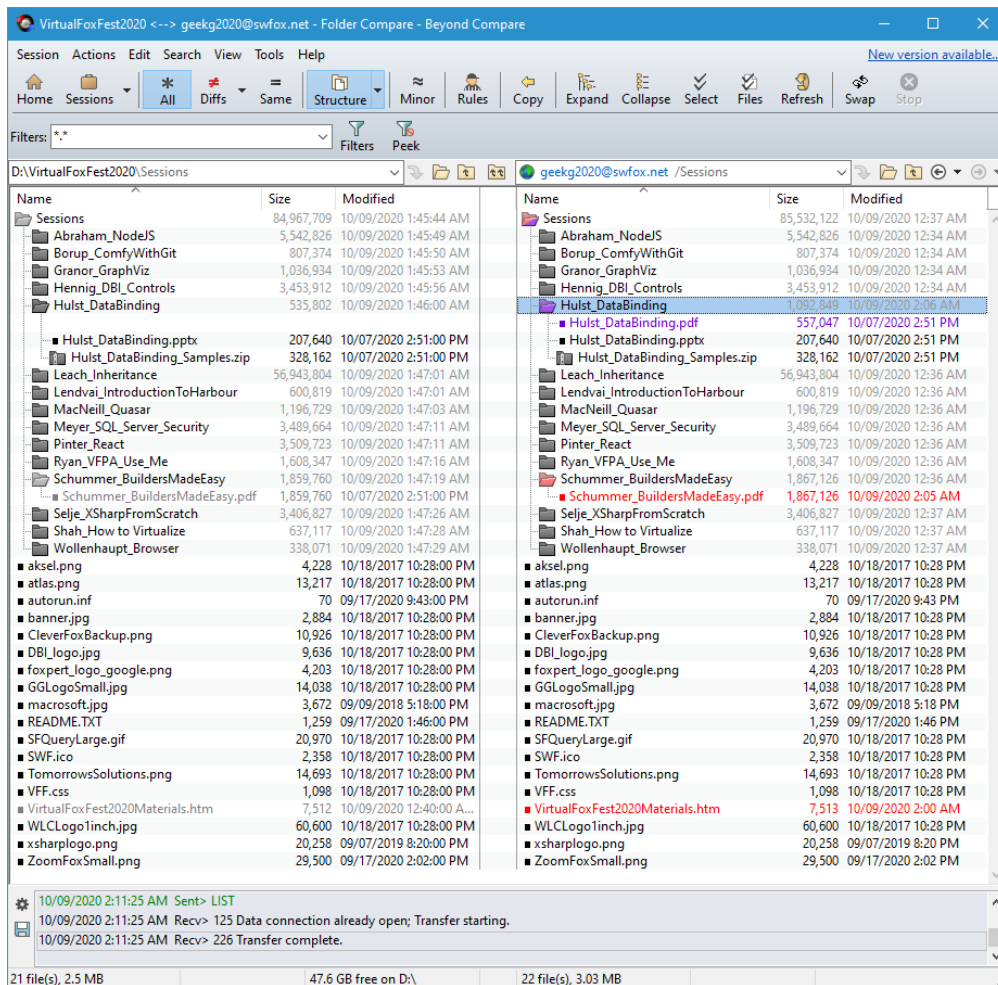 VirtualFoxFest2020 <--> geekg2020@swfox.net - Folder Compare - Beyond Compare
Session Actions Edit Search View Tools Help New version available...
Home Sessions All Diffs Same Structure Minor Rules Copy Expand Collapse Select Files Refresh Swap Stop
Filters: *.* Filters Peek
D:\VirtualFoxFest2020\Sessions geekg2020@swfox.net /Sessions
Name Size Modified Name Size Modified
Sessions 84,967,709 10/09/2020 1:45:44 AM Sessions 85,532,122 10/09/2020 12:37 AM
Abraham_NodeJS 5,542,826 10/09/2020 1:45:49 AM Abraham_NodeJS 5,542,826 10/09/2020 12:34 AM
Borup_ComfyWithGit 807,374 10/09/2020 1:45:50 AM Borup_ComfyWithGit 807,374 10/09/2020 12:34 AM
Granor_GraphViz 1,036,934 10/09/2020 1:45:53 AM Granor_GraphViz 1,036,934 10/09/2020 12:34 AM
Hennig_DBI_Controls 3,453,912 10/09/2020 1:45:56 AM Hennig_DBI_Controls 3,453,912 10/09/2020 12:34 AM
Hulst_DataBinding 535,802 10/09/2020 1:46:00 AM Hulst_DataBinding 1,092,849 10/09/2020 2:06 AM
Hulst_DataBinding.pdf 557,047 10/07/2020 2:51 PM
Hulst_DataBinding.pptx 207,640 10/07/2020 2:51:00 PM Hulst_DataBinding.pptx 207,640 10/07/2020 2:51 PM
Hulst_DataBinding_Samples.zip 328,162 10/07/2020 2:51:00 PM Hulst_DataBinding_Samples.zip 328,162 10/07/2020 2:51 PM
Leach_Inheritance 56,943,804 10/09/2020 1:47:01 AM Leach_Inheritance 56,943,804 10/09/2020 12:36 AM
Lendvai_IntroductionToHarbour 600,819 10/09/2020 1:47:01 AM Lendvai_IntroductionToHarbour 600,819 10/09/2020 12:36 AM
MacNeill_Quasar 1,196,729 10/09/2020 1:47:03 AM MacNeill_Quasar 1,196,729 10/09/2020 12:36 AM
Meyer_SQL_Server_Security 3,489,664 10/09/2020 1:47:11 AM Meyer_SQL_Server_Security 3,489,664 10/09/2020 12:36 AM
Pinter_React 3,509,723 10/09/2020 1:47:11 AM Pinter_React 3,509,723 10/09/2020 12:36 AM
Ryan_VFPA_Use_Me 1,608,347 10/09/2020 1:47:16 AM Ryan_VFPA_Use_Me 1,608,347 10/09/2020 12:36 AM
Schummer_BuildersMadeEasy 1,859,760 10/09/2020 1:47:19 AM Schummer_BuildersMadeEasy 1,867,126 10/09/2020 12:36 AM
Schummer_BuildersMadeEasy.pdf 1,859,760 10/07/2020 2:51:00 PM Schummer_BuildersMadeEasy.pdf 1,867,126 10/09/2020 2:05 AM
Selje_XSharpFromScratch 3,406,827 10/09/2020 1:47:26 AM Selje_XSharpFromScratch 3,406,827 10/09/2020 12:37 AM
Shah_How to Virtualize 637,117 10/09/2020 1:47:28 AM Shah_How to Virtualize 637,117 10/09/2020 12:37 AM
Wollenhaupt_Browser 338,071 10/09/2020 1:47:29 AM Wollenhaupt_Browser 338,071 10/09/2020 12:37 AM
aksel.png 4,228 10/18/2017 10:28:00 PM aksel.png 4,228 10/18/2017 10:28 PM
atlas.png 13,217 10/18/2017 10:28:00 PM atlas.png 13,217 10/18/2017 10:28 PM
autorun.inf 70 09/17/2020 9:43:00 PM autorun.inf 70 09/17/2020 9:43 PM
banner.jpg 2,884 10/18/2017 10:28:00 PM banner.jpg 2,884 10/18/2017 10:28 PM
CleverFoxBackup.png 10,926 10/18/2017 10:28:00 PM CleverFoxBackup.png 10,926 10/18/2017 10:28 PM
DBI_logo.jpg 9,636 10/18/2017 10:28:00 PM DBI_logo.jpg 9,636 10/18/2017 10:28 PM
foxpert_logo_google.png 4,203 10/18/2017 10:28:00 PM foxpert_logo_google.png 4,203 10/18/2017 10:28 PM
GGLogoSmall.jpg 14,038 10/18/2017 10:28:00 PM GGLogoSmall.jpg 14,038 10/18/2017 10:28 PM
macrosoft.jpg 3,672 09/09/2018 5:18:00 PM macrosoft.jpg 3,672 09/09/2018 5:18 PM
README.TXT 1,259 09/17/2020 1:46:00 PM README.TXT 1,259 09/17/2020 1:46 PM
SFQueryLarge.gif 20,970 10/18/2017 10:28:00 PM SFQueryLarge.gif 20,970 10/18/2017 10:28 PM
SWF.ico 2,358 10/18/2017 10:28:00 PM SWF.ico 2,358 10/18/2017 10:28 PM
TomorrowsSolutions.png 14,693 10/18/2017 10:28:00 PM TomorrowsSolutions.png 14,693 10/18/2017 10:28 PM
VFF.css 1,098 10/18/2017 10:28:00 PM VFF.css 1,098 10/18/2017 10:28 PM
VirtualFoxFest2020Materials.htm 7,512 10/09/2020 12:40:00 A... VirtualFoxFest2020Materials.htm 7,513 10/09/2020 2:00 AM
WLCLogo1inch.jpg 60,600 10/18/2017 10:28:00 PM WLCLogo1inch.jpg 60,600 10/18/2017 10:28 PM
xsharplogo.png 20,258 09/07/2019 8:20:00 PM xsharplogo.png 20,258 09/07/2019 8:20 PM
ZoomFoxSmall.png 29,500 09/17/2020 2:02:00 PM ZoomFoxSmall.png 29,500 09/17/2020 2:02 PM
10/09/2020 2:11:25 AM Sent> LIST
10/09/2020 2:11:25 AM Recv> 125 Data connection already open; Transfer starting.
10/09/2020 2:11:25 AM Recv> 226 Transfer complete.
21 file(s), 2.5 MB 47.6 GB free on D:\ 22 file(s), 3.03 MB